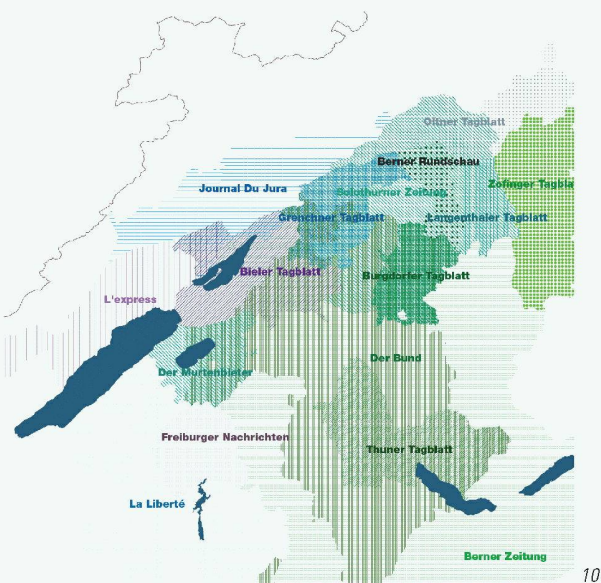 Oltner Tagblatt
Berner Rundschau
Zofinger Tagbla
Journal Du Jura
Solothurner Zeitung
Grenchner Tagblatt
Langenthaler Tagblatt
Bieler Tagblatt
Burgdorfer Tagblatt
L'express
Der Bund
Der Murtenbieter
Freiburger Nachrichten
Thuner Tagblatt
La Liberté
Berner Zeitung
10